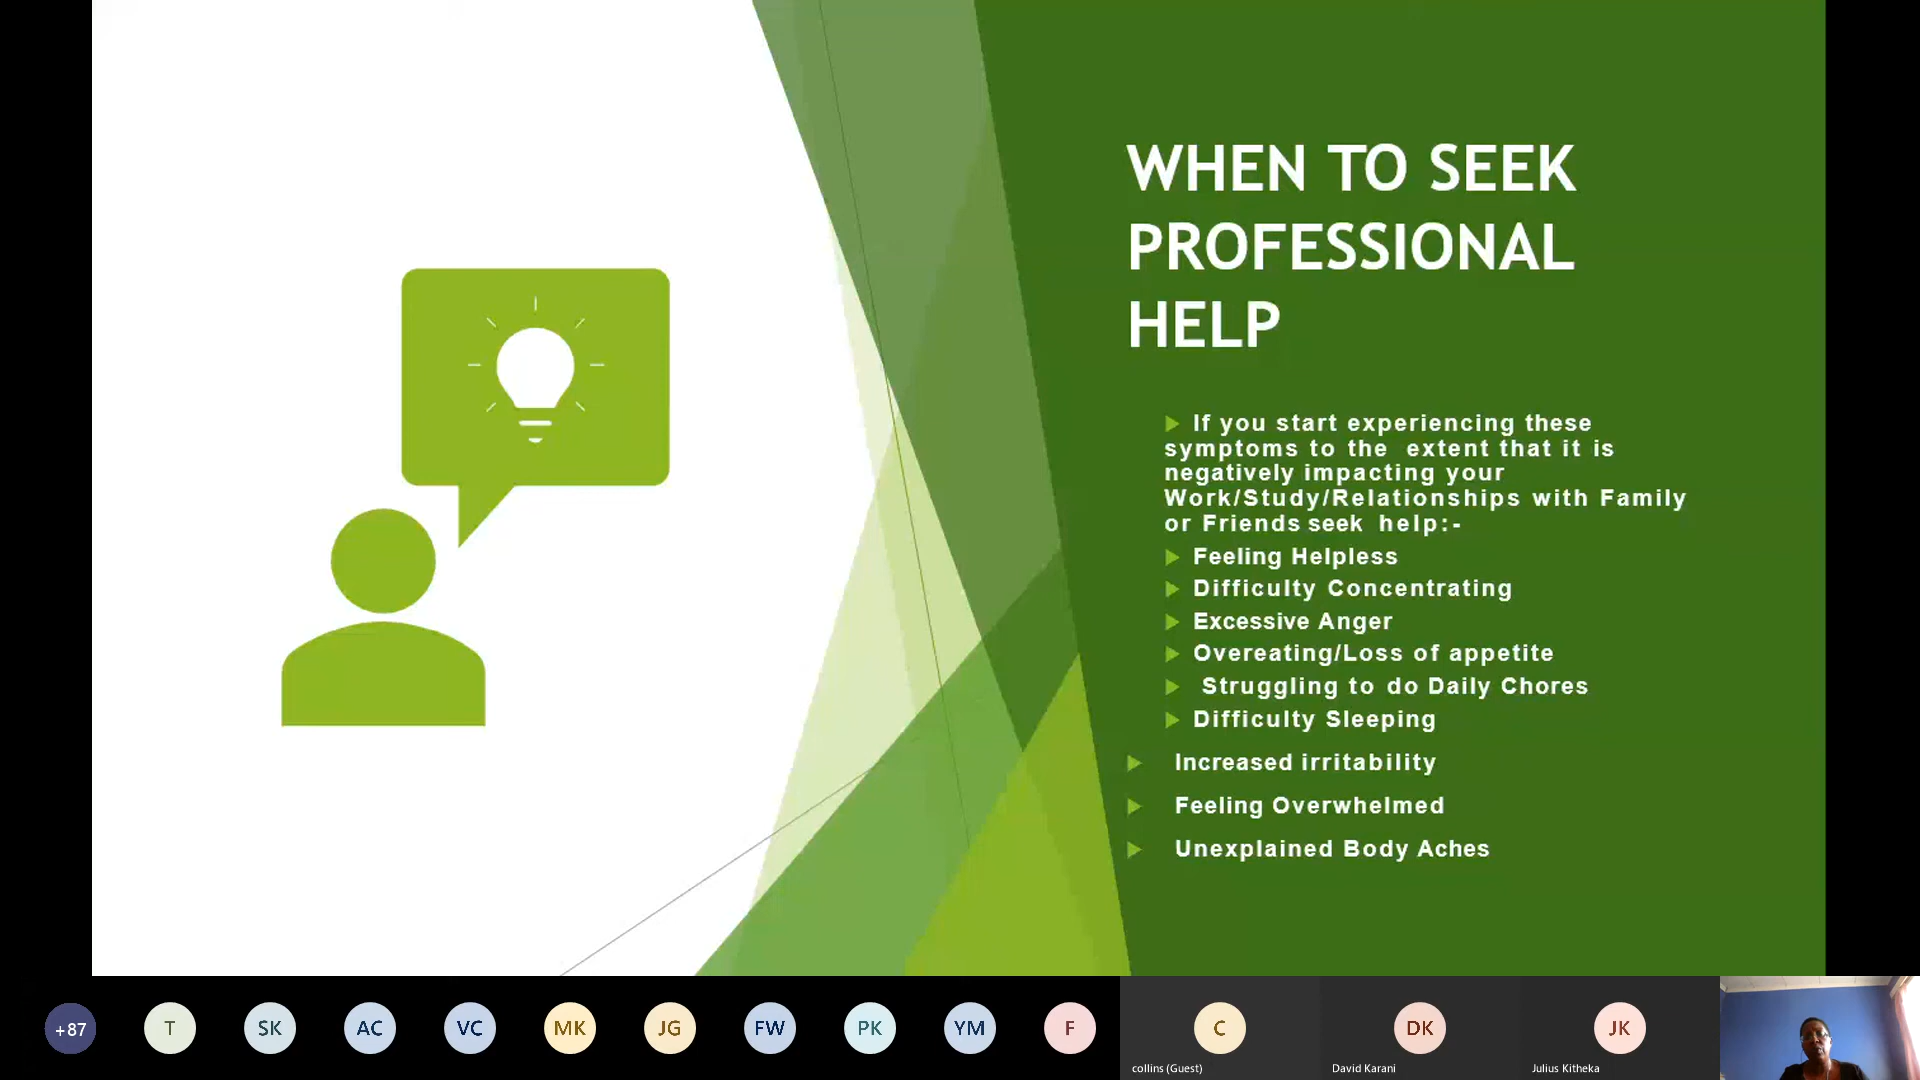 WHEN TO SEEK
PROFESSIONAL
HELP
If you start experiencing these
symptoms to the extent that it is
negatively impacting your
Work/Study/Relationships with Family
or Friends seek help:-
Feeling Helpless
Difficulty Concentrating
Excessive Anger
Overeating/Loss of appetite
Struggling to do Daily Chores
Difficulty Sleeping
Increased irritability
Feeling Overwhelmed
Unexplained Body Aches
+87
T
SK
AC
VC
MK
JG
FW
PK
YM
F
C
DK
JK
collins (Guest)
David Karani
Julius Kitheka